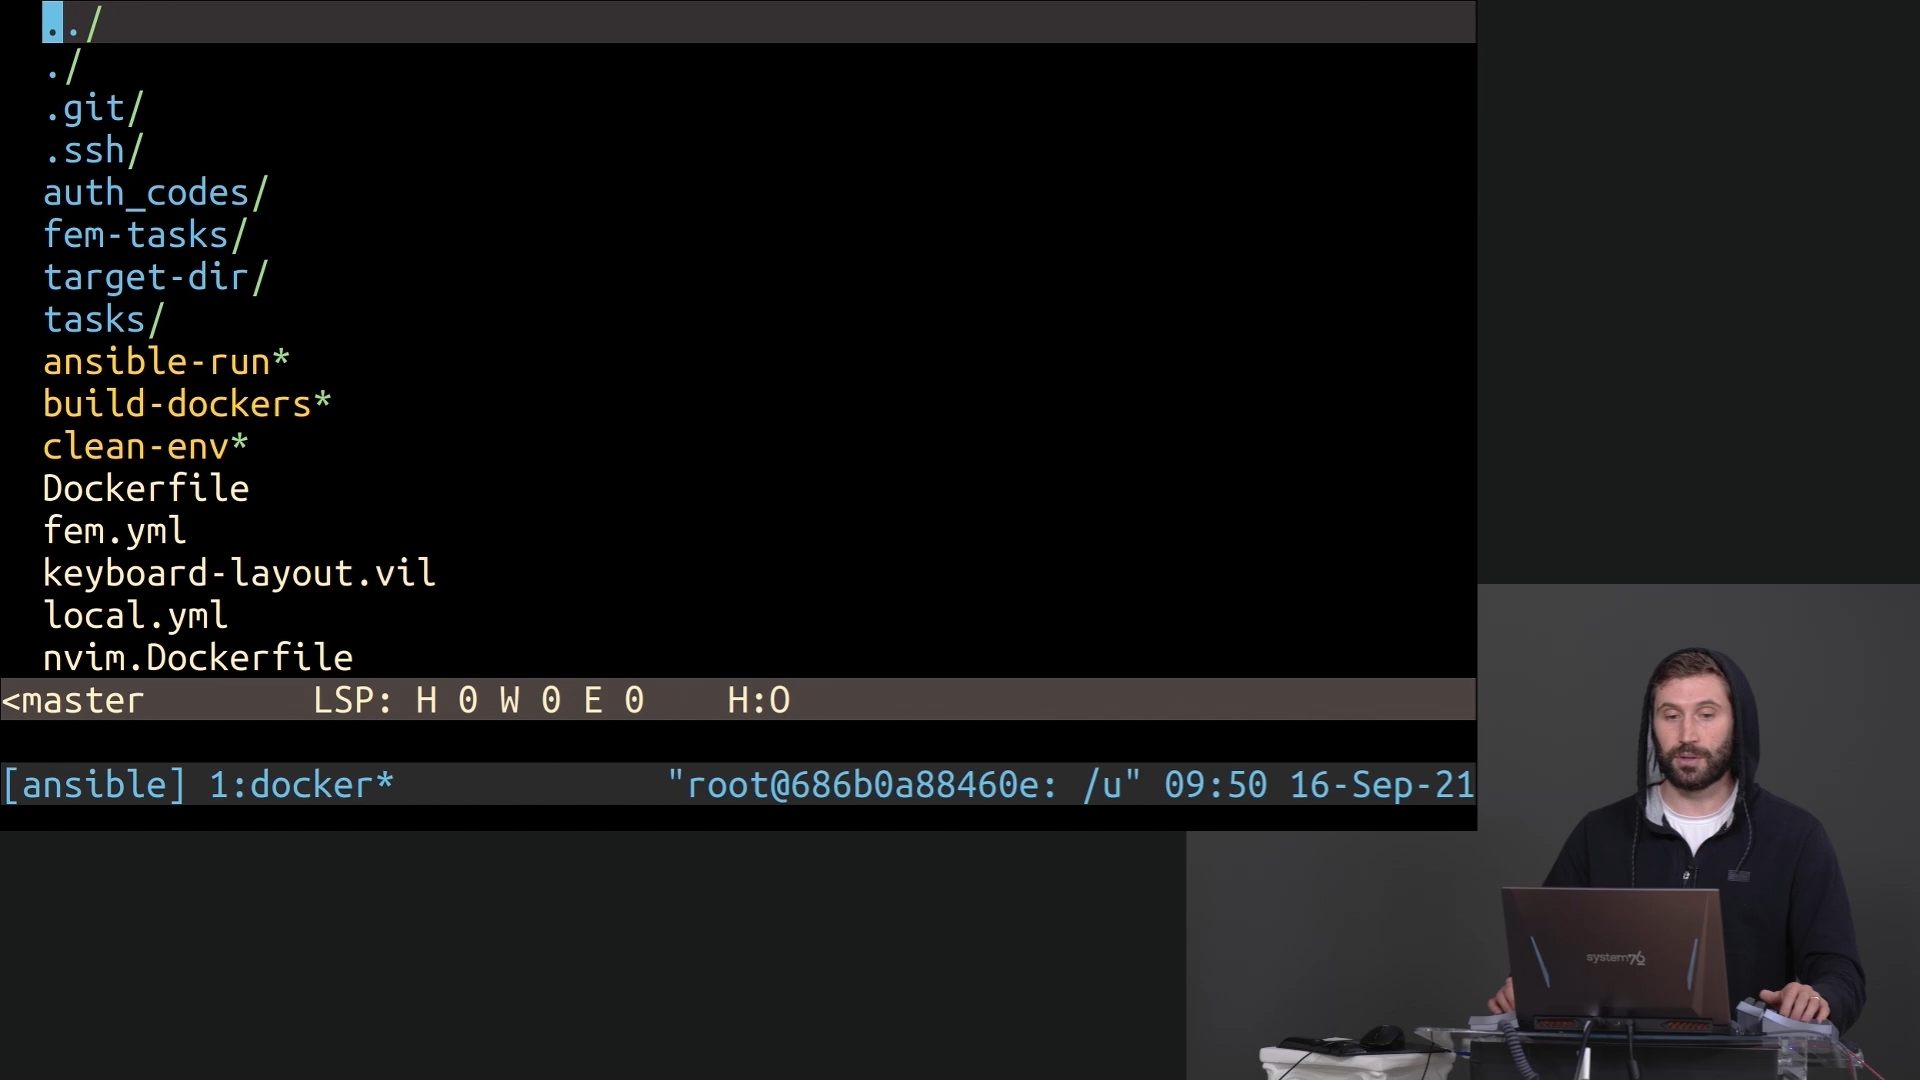 ../
./
.git/
.ssh/
auth_codes/
fem-tasks/
target-dir/
tasks/
ansible-run*
build-dockers*
clean-env*
Dockerfile
fem.yml
keyboard-layout.vil
local.yml
nvim.Dockerfile
<master LSP: H 0 W 0 E 0 H:O
[ansible] 1:docker* "root@686b0a88460e: /u" 09:50 16-Sep-21
system76